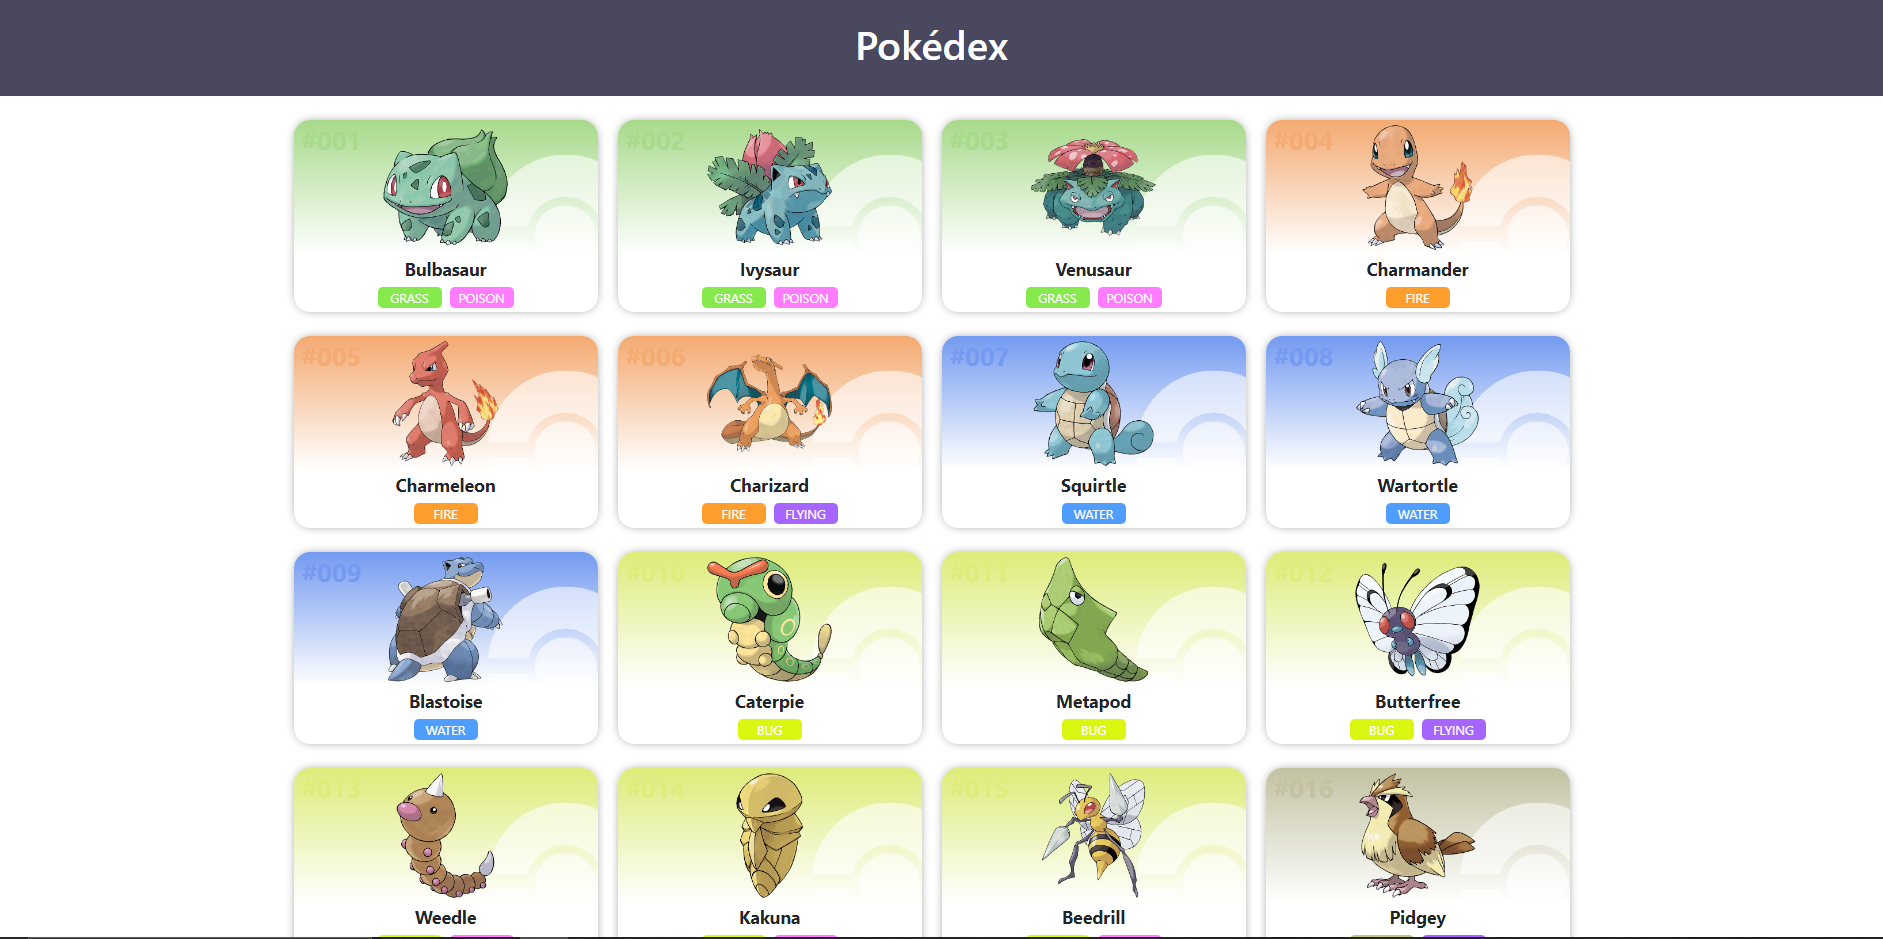 Pokédex
#001
Bulbasaur
GRASS POISON
#002
Ivysaur
GRASS POISON
#003
Venusaur
GRASS POISON
#004
Charmander
FIRE
#005
Charmeleon
FIRE
#006
Charizard
FIRE FLYING
#007
Squirtle
WATER
#008
Wartortle
WATER
#009
Blastoise
WATER
#010
Caterpie
BUG
#011
Metapod
BUG
#012
Butterfree
BUG FLYING
#013
Weedle
#014
Kakuna
#015
Beedrill
#016
Pidgey